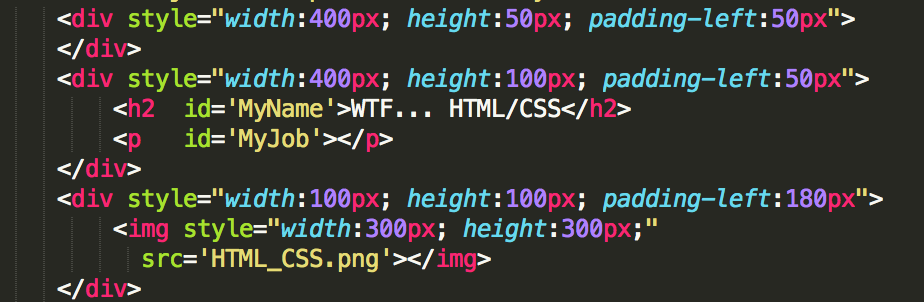 <div style="width:400px; height:50px; padding-left:50px">
</div>
<div style="width:400px; height:100px; padding-left:50px">
<h2  id='MyName'>WTF... HTML/CSS</h2>
<p   id='MyJob'></p>
</div>
<div style="width:100px; height:100px; padding-left:180px">
<img style="width:300px; height:300px;"
src='HTML_CSS.png'></img>
</div>